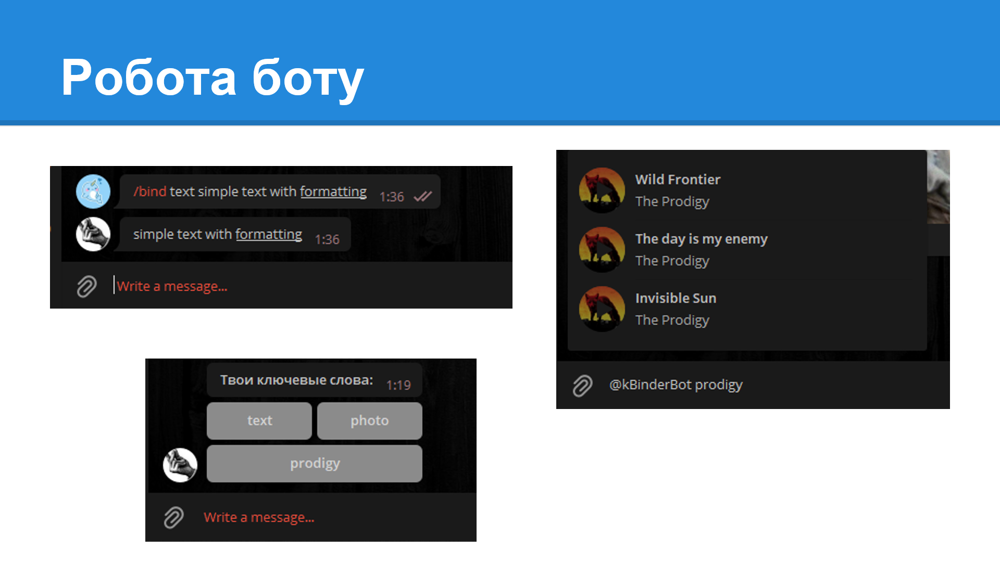 Робота боту
/bind text simple text with formatting 1:36
simple text with formatting 1:36
Write a message...
Wild Frontier
The Prodigy
The day is my enemy
The Prodigy
Invisible Sun
The Prodigy
@kBinderBot prodigy
Твои ключевые слова: 1:19
text photo
prodigy
Write a message...